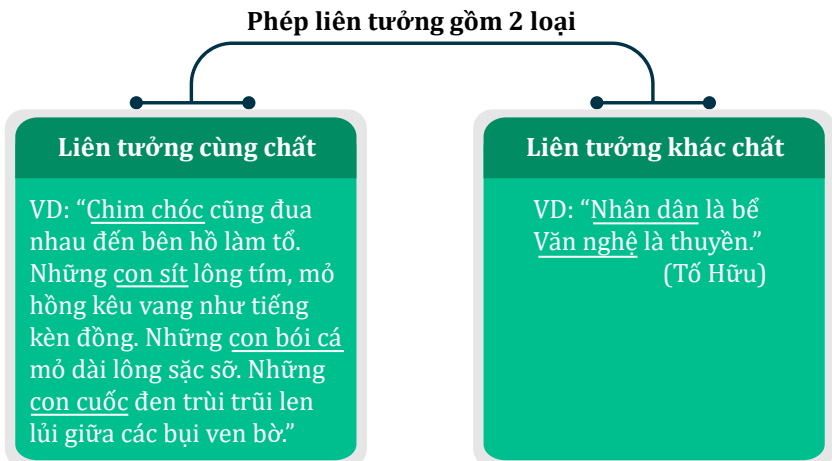 Phép liên tưởng gồm 2 loại
Liên tưởng cùng chất
VD: “Chim chóc cũng đua
nhau đến bên hồ làm tổ.
Những con sít lông tím, mỏ
hồng kêu vang như tiếng
kèn đồng. Những con bói cá
mỏ dài lông sặc sỡ. Những
con cuốc đen trùi trũi len
lủi giữa các bụi ven bờ.”
Liên tưởng khác chất
VD: “Nhân dân là bể
Văn nghệ là thuyền.”
(Tố Hữu)